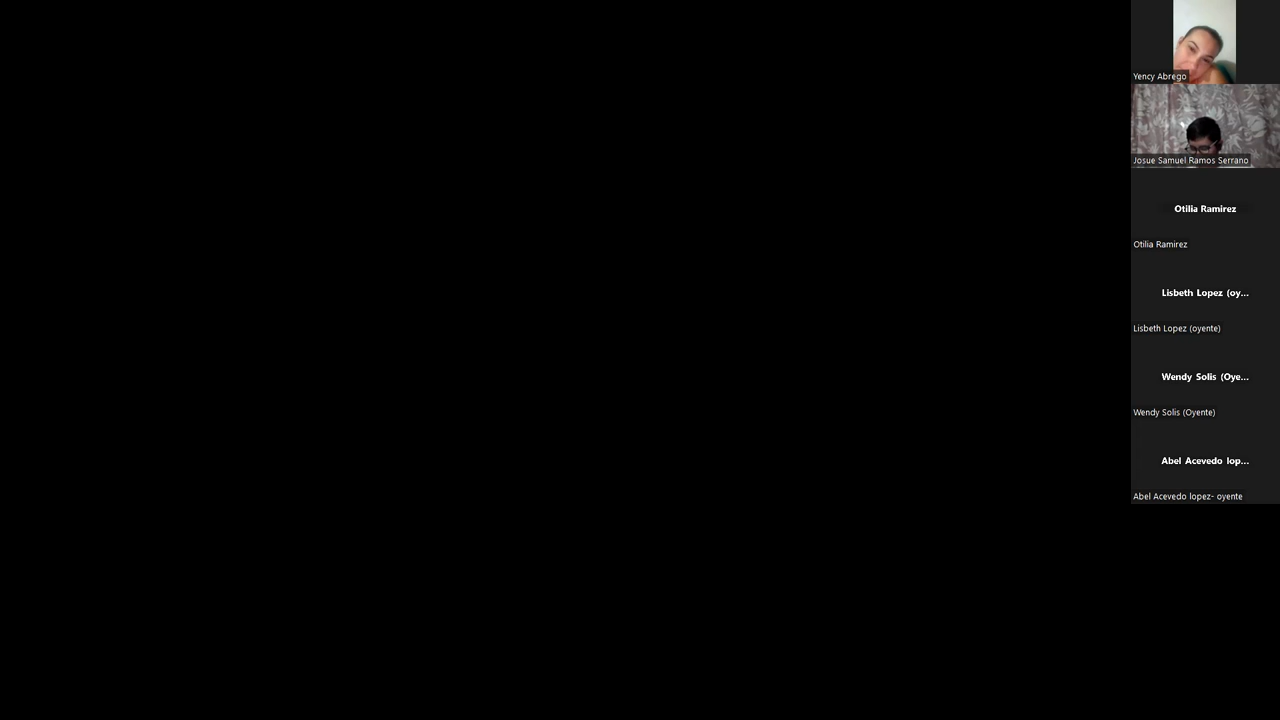 Yency Abrego
Josue Samuel Ramos Serrano
Otilia Ramirez
Otilia Ramirez
Lisbeth Lopez (oy...
Lisbeth Lopez (oyente)
Wendy Solis (Oye...
Wendy Solis (Oyente)
Abel Acevedo lop...
Abel Acevedo lopez- oyente